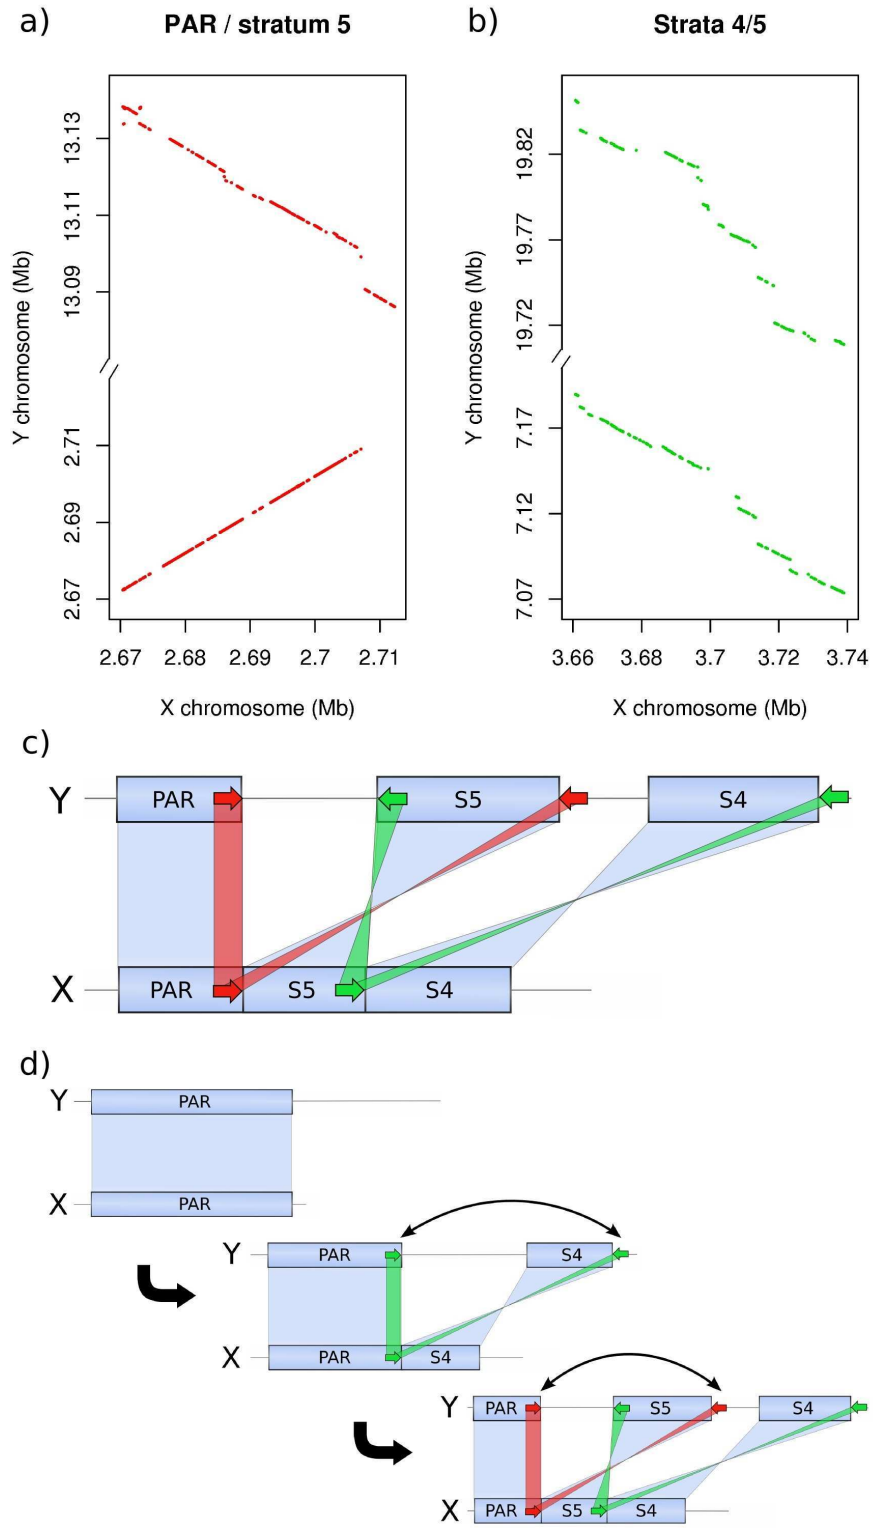 a)
PAR / stratum 5
b)
Strata 4/5
Y chromosome (Mb)
13.13
13.11
13.09
2.71
2.69
2.67
2.67 2.68 2.69 2.7 2.71
X chromosome (Mb)
Y chromosome (Mb)
19.82
19.77
19.72
7.17
7.12
7.07
3.66 3.68 3.7 3.72 3.74
X chromosome (Mb)
c)
Y PAR S5 S4
X PAR S5 S4
d)
Y PAR
X PAR
Y PAR S4
X PAR S4
Y PAR S5 S4
X PAR S5 S4